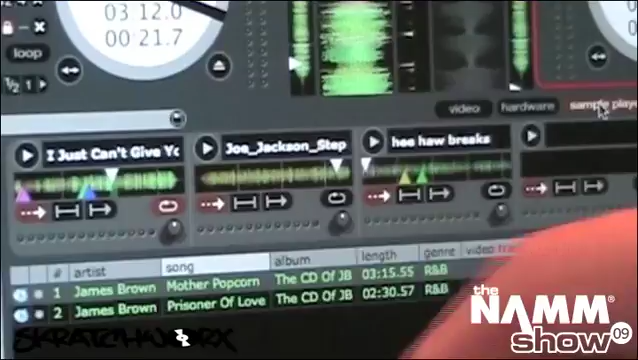 03 12.0
00 21.7
loop
1/2 1
video hardware sample playe
I Just Can't Give Yo
Joe_Jackson_Step
hee haw breaks
# artist song album length genre video tra
1 James Brown Mother Popcorn The CD Of JB 03:15.55 R&B
2 James Brown Prisoner Of Love The CD Of JB 02:30.57 R&B
SKRATCHWORX
the
NAMM®
show 09